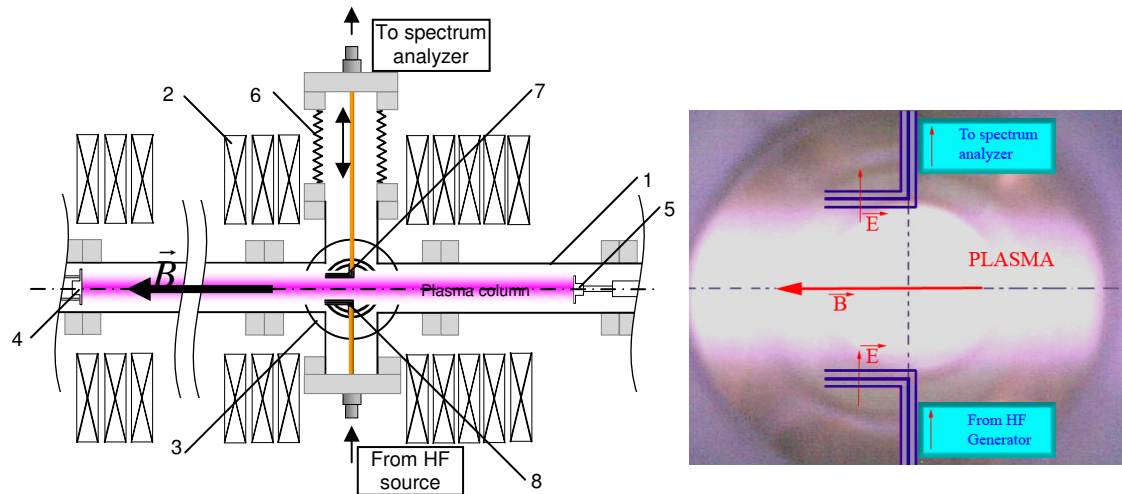 To spectrum
analyzer
2
6
7
1
5
B
Plasma column
4
3
8
From HF
source
To spectrum
analyzer
E
PLASMA
B
E
From HF
Generator